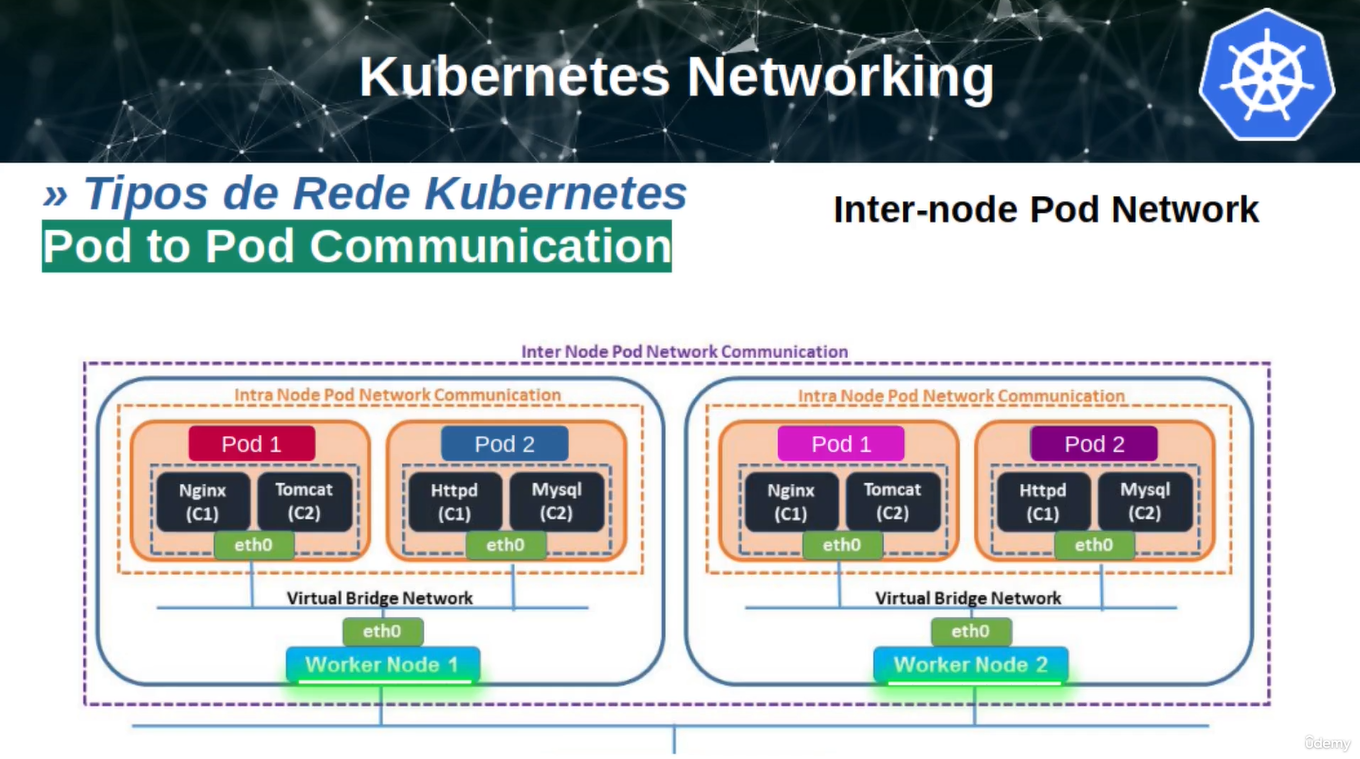 Kubernetes Networking
» Tipos de Rede Kubernetes
Inter-node Pod Network
Pod to Pod Communication
Inter Node Pod Network Communication
Intra Node Pod Network Communication
Pod 1
Pod 2
Nginx
(C1)
Tomcat
(C2)
Httpd
(C1)
Mysql
(C2)
eth0
eth0
Virtual Bridge Network
eth0
Worker Node 1
Intra Node Pod Network Communication
Pod 1
Pod 2
Nginx
(C1)
Tomcat
(C2)
Httpd
(C1)
Mysql
(C2)
eth0
eth0
Virtual Bridge Network
eth0
Worker Node 2
ûdemy